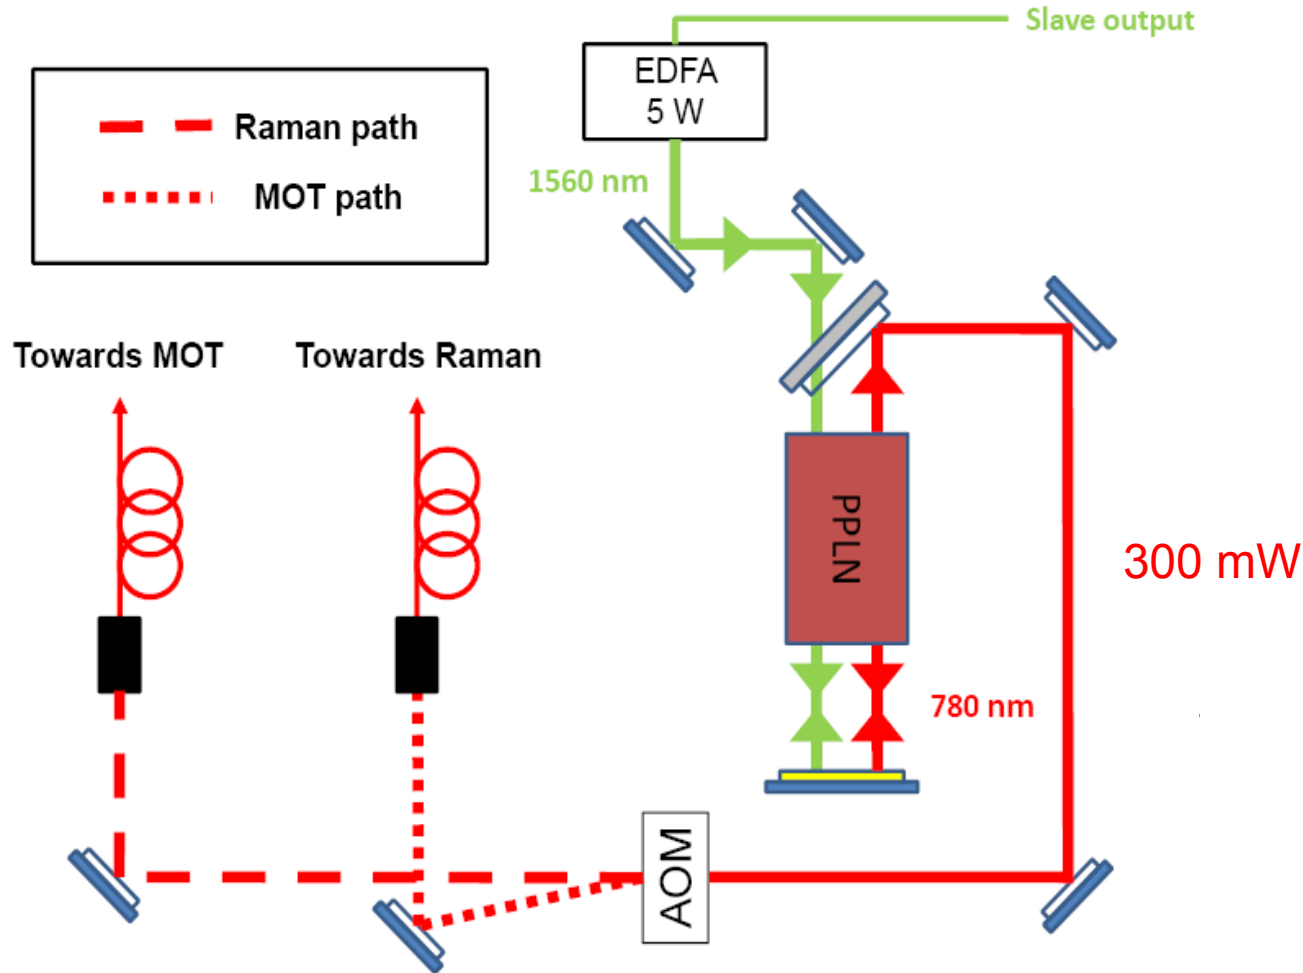 Slave output
EDFA
5 W
Raman path
MOT path
1560 nm
Towards MOT
Towards Raman
PPLN
300 mW
780 nm
AOM